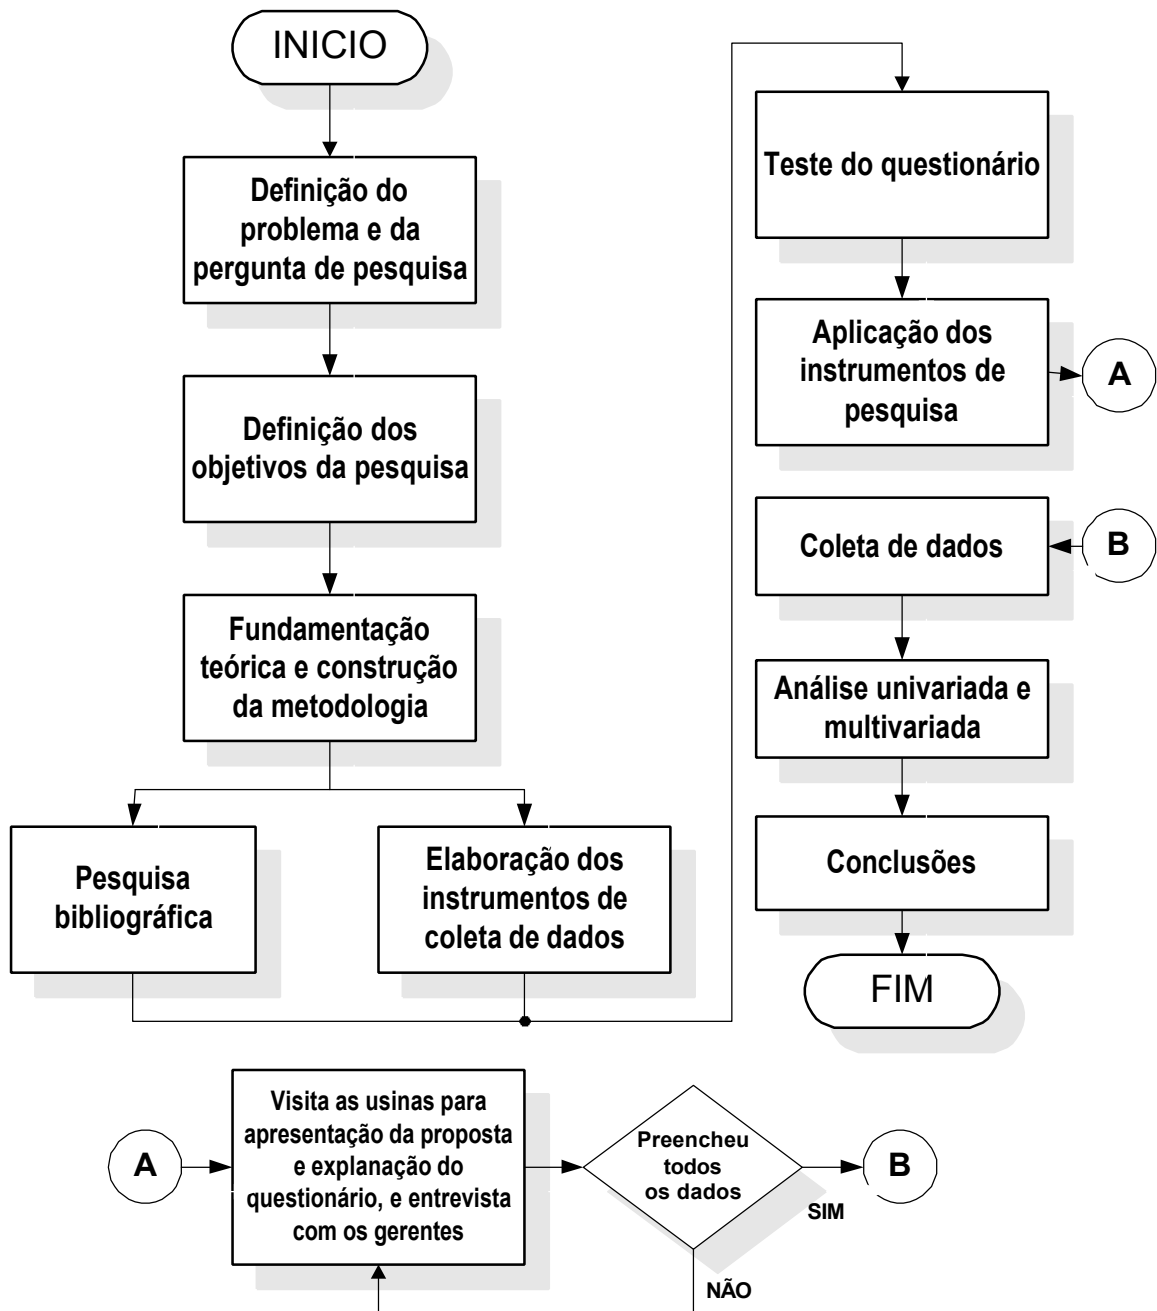 INICIO
Definição do
problema e da
pergunta de pesquisa
Definição dos
objetivos da pesquisa
Fundamentação
teórica e construção
da metodologia
Pesquisa
bibliográfica
Elaboração dos
instrumentos de
coleta de dados
Teste do questionário
Aplicação dos
instrumentos de
pesquisa
A
Coleta de dados
B
Análise univariada e
multivariada
Conclusões
FIM
A
Visita as usinas para
apresentação da proposta
e explanação do
questionário, e entrevista
com os gerentes
Preencheu
todos
os dados
SIM
B
NÃO